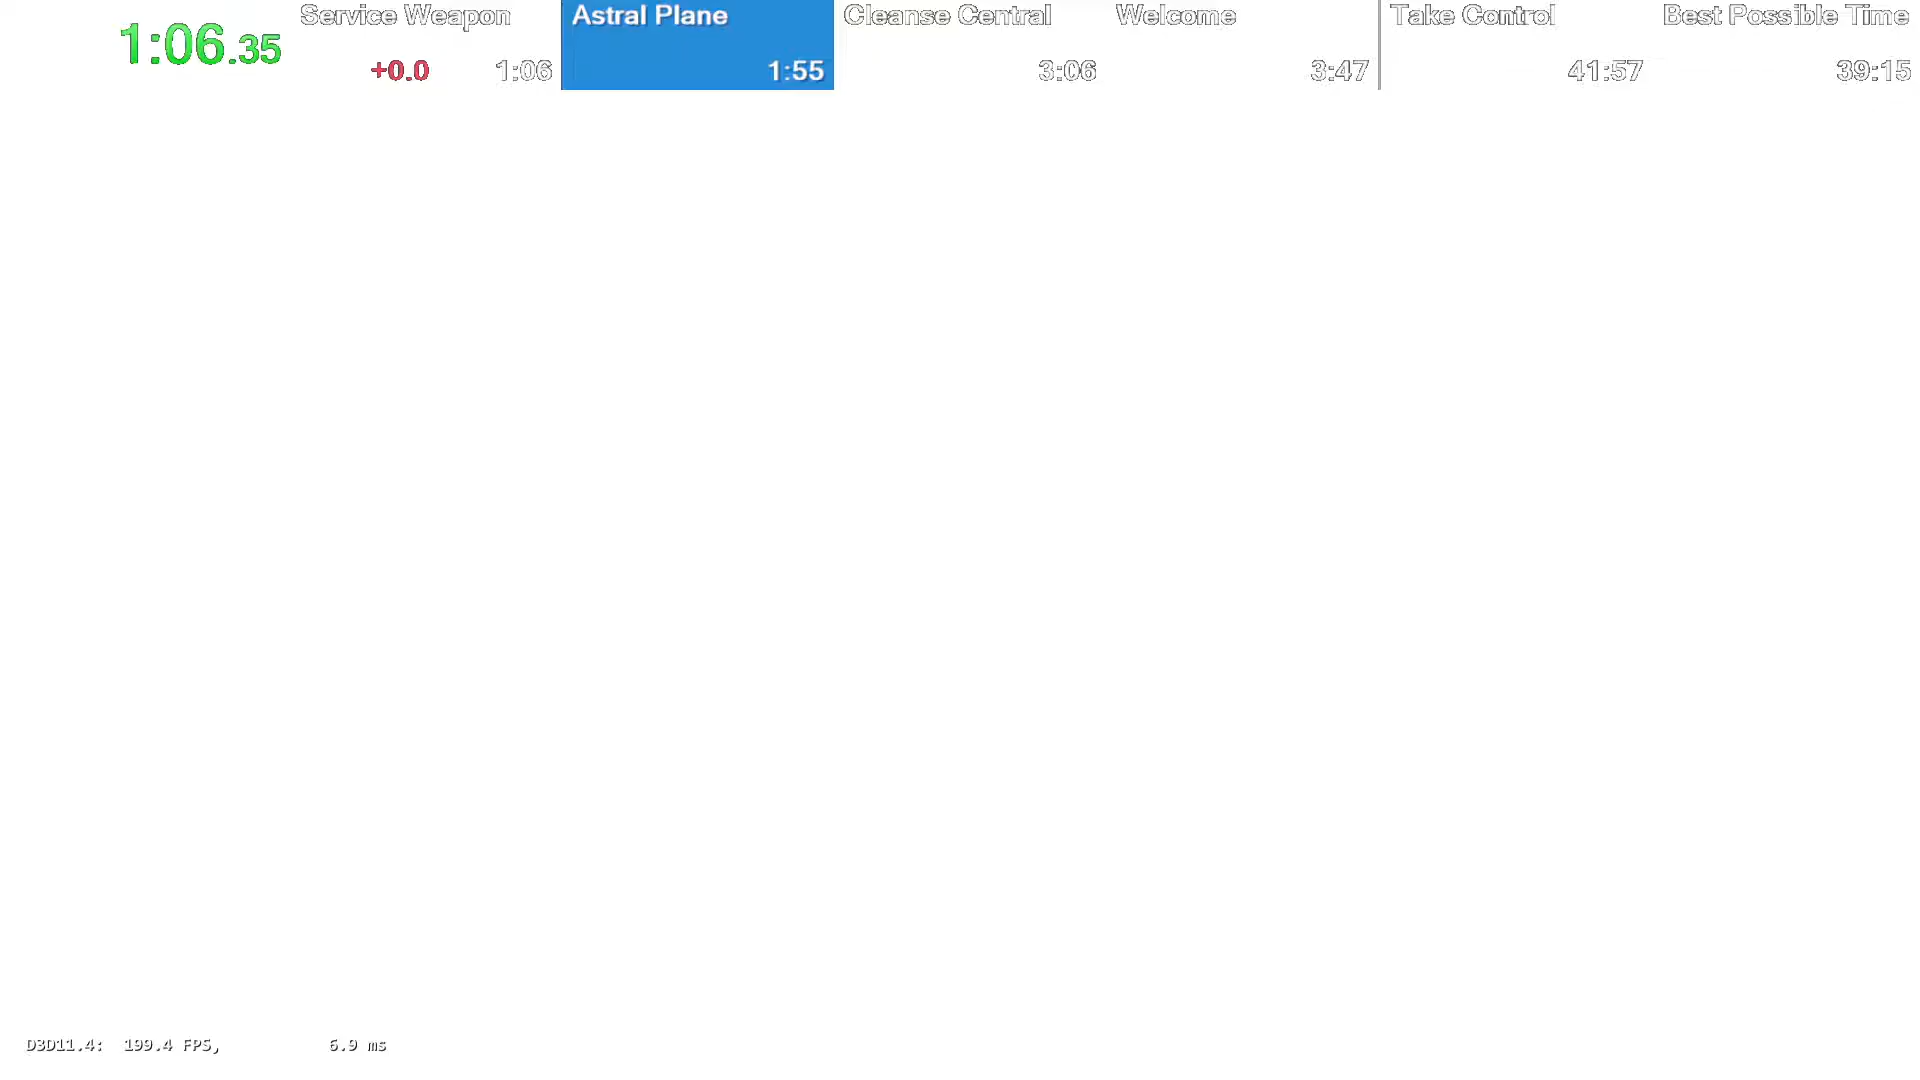 1:06.35
Service Weapon
+0.0 1:06
Astral Plane
1:55
Cleanse Central
3:06
Welcome
3:47
Take Control
41:57
Best Possible Time
39:15
D3D11.4: 199.4 FPS, 6.9 ms